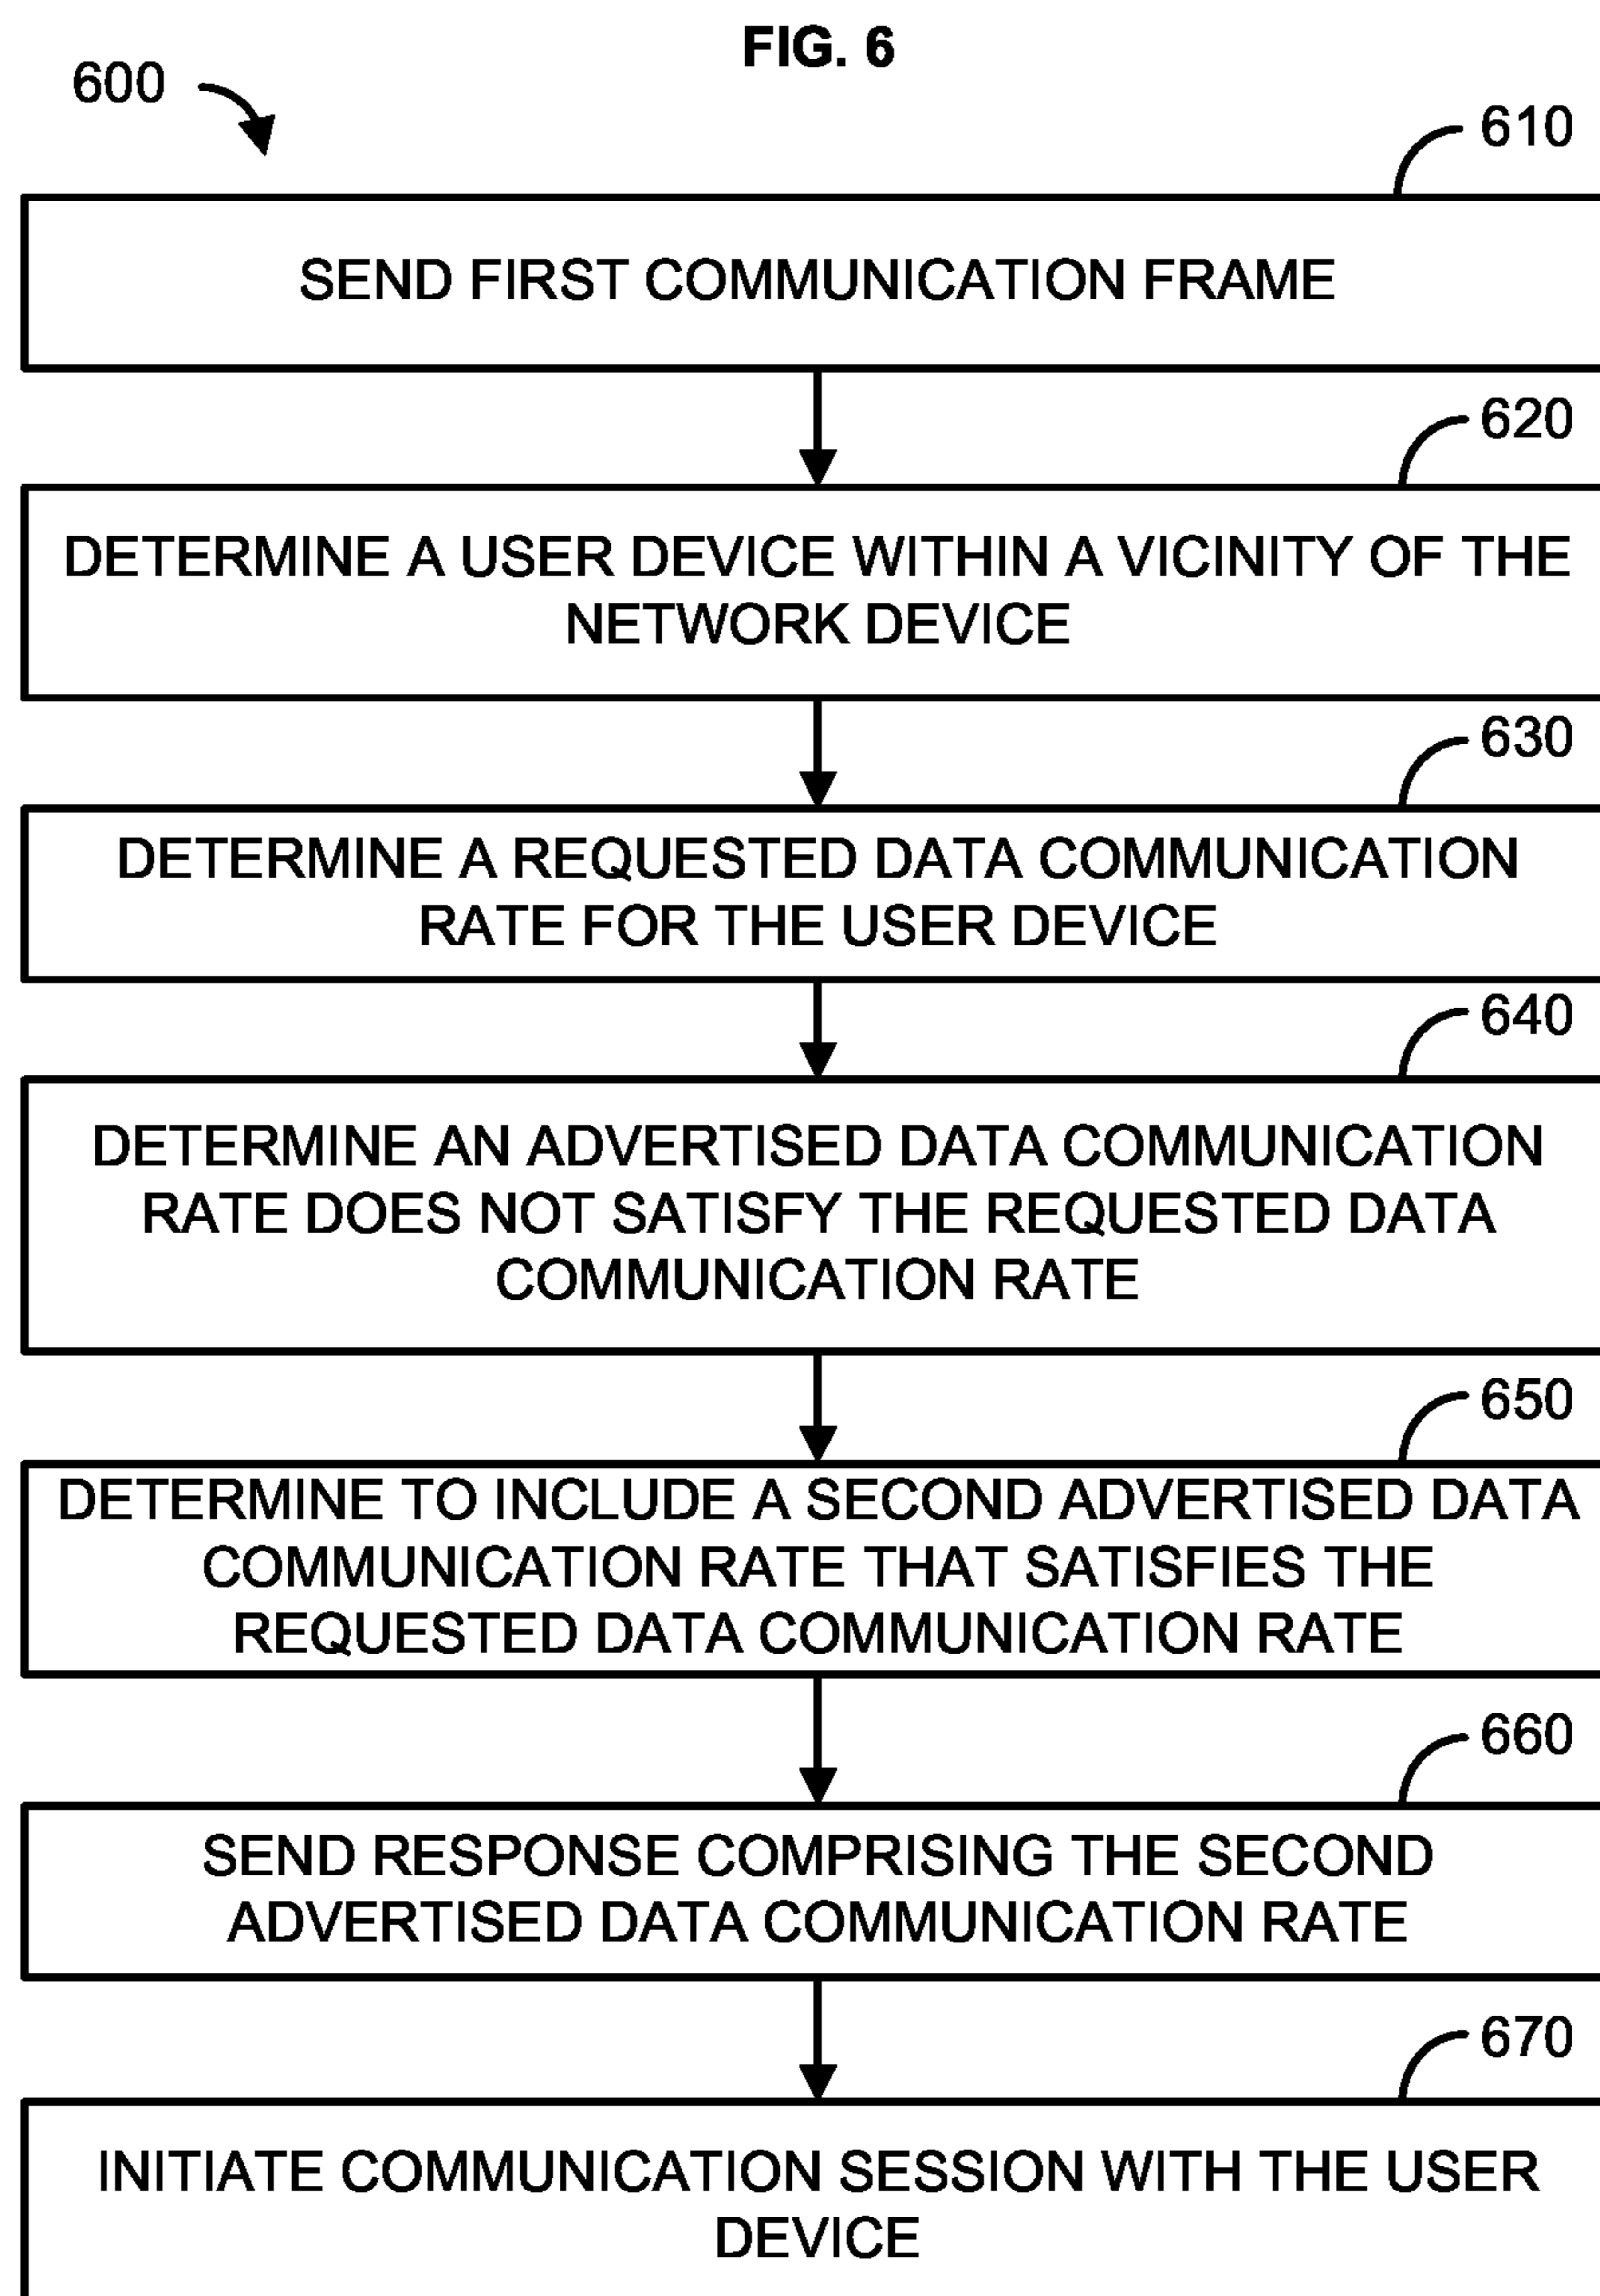 FIG. 6
600
610
SEND FIRST COMMUNICATION FRAME
620
DETERMINE A USER DEVICE WITHIN A VICINITY OF THE
NETWORK DEVICE
630
DETERMINE A REQUESTED DATA COMMUNICATION
RATE FOR THE USER DEVICE
640
DETERMINE AN ADVERTISED DATA COMMUNICATION
RATE DOES NOT SATISFY THE REQUESTED DATA
COMMUNICATION RATE
650
DETERMINE TO INCLUDE A SECOND ADVERTISED DATA
COMMUNICATION RATE THAT SATISFIES THE
REQUESTED DATA COMMUNICATION RATE
660
SEND RESPONSE COMPRISING THE SECOND
ADVERTISED DATA COMMUNICATION RATE
670
INITIATE COMMUNICATION SESSION WITH THE USER
DEVICE